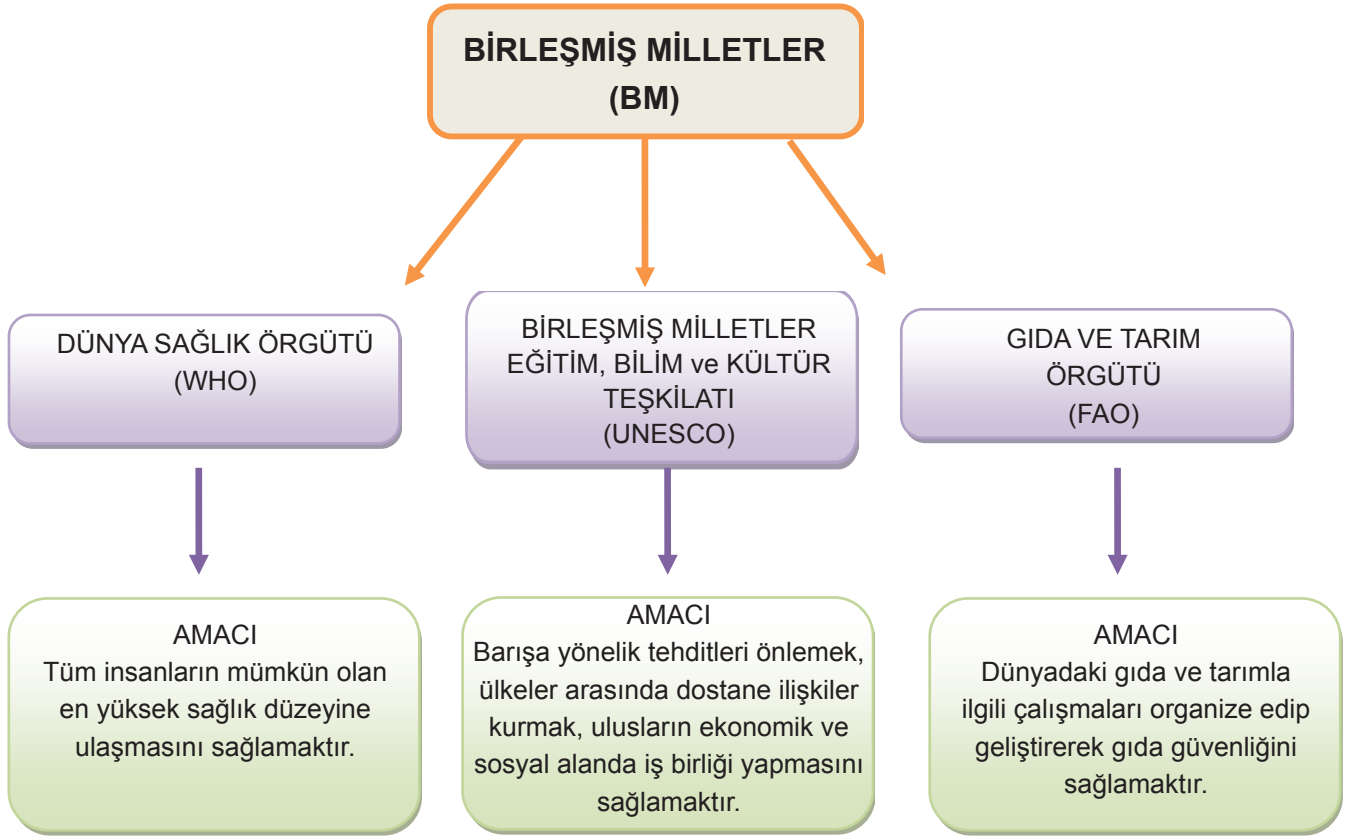 BİRLEŞMİŞ MİLLETLER
(BM)
DÜNYA SAĞLIK ÖRGÜTÜ
(WHO)
BİRLEŞMİŞ MİLLETLER
EĞİTİM, BİLİM ve KÜLTÜR
TEŞKİLATI
(UNESCO)
GIDA VE TARIM
ÖRGÜTÜ
(FAO)
AMACI
Tüm insanların mümkün olan
en yüksek sağlık düzeyine
ulaşmasını sağlamaktır.
AMACI
Barışa yönelik tehditleri önlemek,
ülkeler arasında dostane ilişkiler
kurmak, ulusların ekonomik ve
sosyal alanda iş birliği yapmasını
sağlamaktır.
AMACI
Dünyadaki gıda ve tarımla
ilgili çalışmaları organize edip
geliştirerek gıda güvenliğini
sağlamaktır.